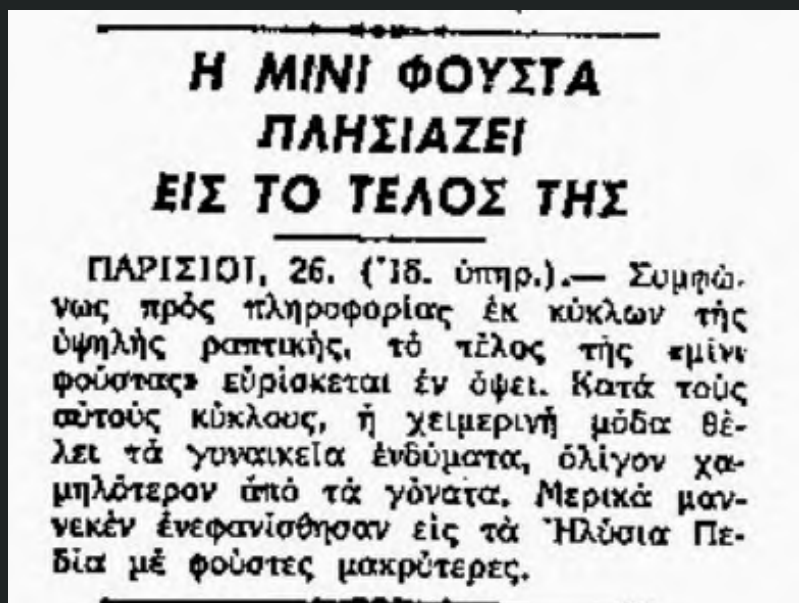 Η ΜΙΝΙ ΦΟΥΣΤΑ
ΠΛΗΣΙΑΖΕΙ
ΕΙΣ ΤΟ ΤΕΛΟΣ ΤΗΣ
ΠΑΡΙΣΙΟΙ, 26. (Ἰδ. ὑπηρ.).— Συμφώ-
νως πρὸς πληροφορίας ἐκ κύκλων τῆς
ὑψηλῆς ραπτικῆς, τὸ τέλος τῆς «μίνι
φούστας» εὑρίσκεται ἐν ὄψει. Κατὰ τοὺς
αὐτοὺς κύκλους, ἡ χειμερινὴ μόδα θέ-
λει τὰ γυναικεῖα ἐνδύματα, ὀλίγον χα-
μηλότερον ἀπὸ τὰ γόνατα. Μερικὰ μαν-
νεκὲν ἐνεφανίσθησαν εἰς τὰ Ἠλύσια Πε-
δία μὲ φοῦστες μακρύτερες.